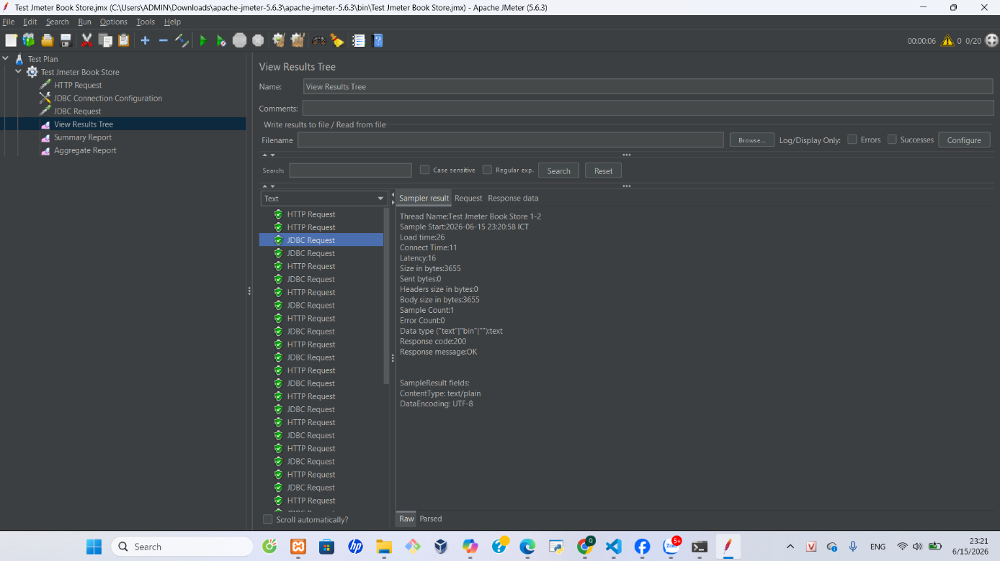 Test Jmeter Book Store.jmx (C:\Users\ADMIN\Downloads\apache-jmeter-5.6.3\apache-jmeter-5.6.3\bin\Test Jmeter Book Store.jmx) - Apache JMeter (5.6.3)
File Edit Search Run Options Tools Help
00:00:06 0 0/20
Test Plan
Test Jmeter Book Store
HTTP Request
JDBC Connection Configuration
JDBC Request
View Results Tree
Summary Report
Aggregate Report
View Results Tree
Name: View Results Tree
Comments:
Write results to file / Read from file
Filename Browse... Log/Display Only: Errors Successes Configure
Search: Case sensitive Regular exp. Search Reset
Text
HTTP Request
HTTP Request
JDBC Request
JDBC Request
HTTP Request
JDBC Request
HTTP Request
JDBC Request
HTTP Request
JDBC Request
HTTP Request
JDBC Request
HTTP Request
JDBC Request
HTTP Request
JDBC Request
HTTP Request
JDBC Request
HTTP Request
JDBC Request
HTTP Request
JDBC Request
HTTP Request
Scroll automatically?
Sampler result Request Response data
Thread Name:Test Jmeter Book Store 1-2
Sample Start:2026-06-15 23:20:58 ICT
Load time:26
Connect Time:11
Latency:16
Size in bytes:3655
Sent bytes:0
Headers size in bytes:0
Body size in bytes:3655
Sample Count:1
Error Count:0
Data type ("text"|"bin"|""):text
Response code:200
Response message:OK
SampleResult fields:
ContentType: text/plain
DataEncoding: UTF-8
Raw Parsed
Search
hp
Q
Zalo
5+
V
ENG
23:21
6/15/2026